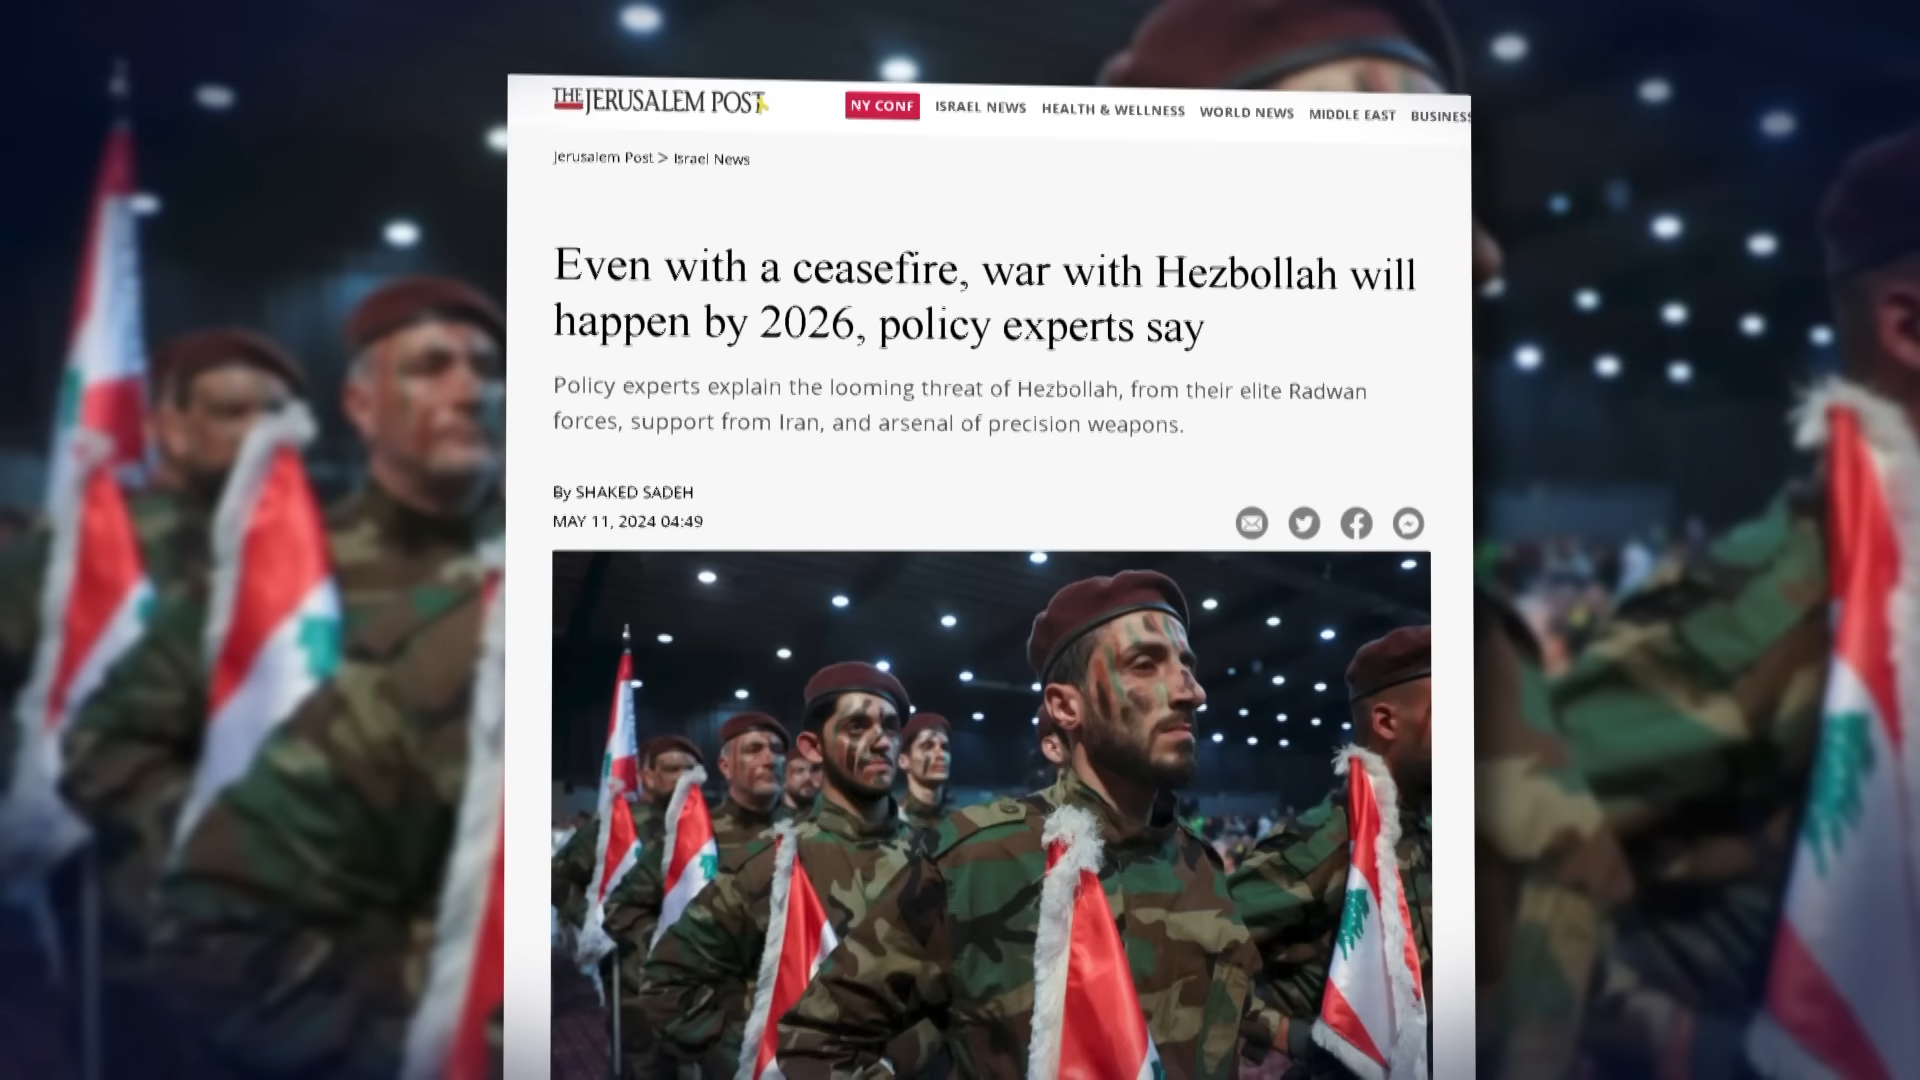 THE JERUSALEM POST
NY CONF ISRAEL NEWS HEALTH & WELLNESS WORLD NEWS MIDDLE EAST BUSINESS
Jerusalem Post > Israel News
Even with a ceasefire, war with Hezbollah will
happen by 2026, policy experts say
Policy experts explain the looming threat of Hezbollah, from their elite Radwan
forces, support from Iran, and arsenal of precision weapons.
By SHAKED SADEH
MAY 11, 2024 04:49